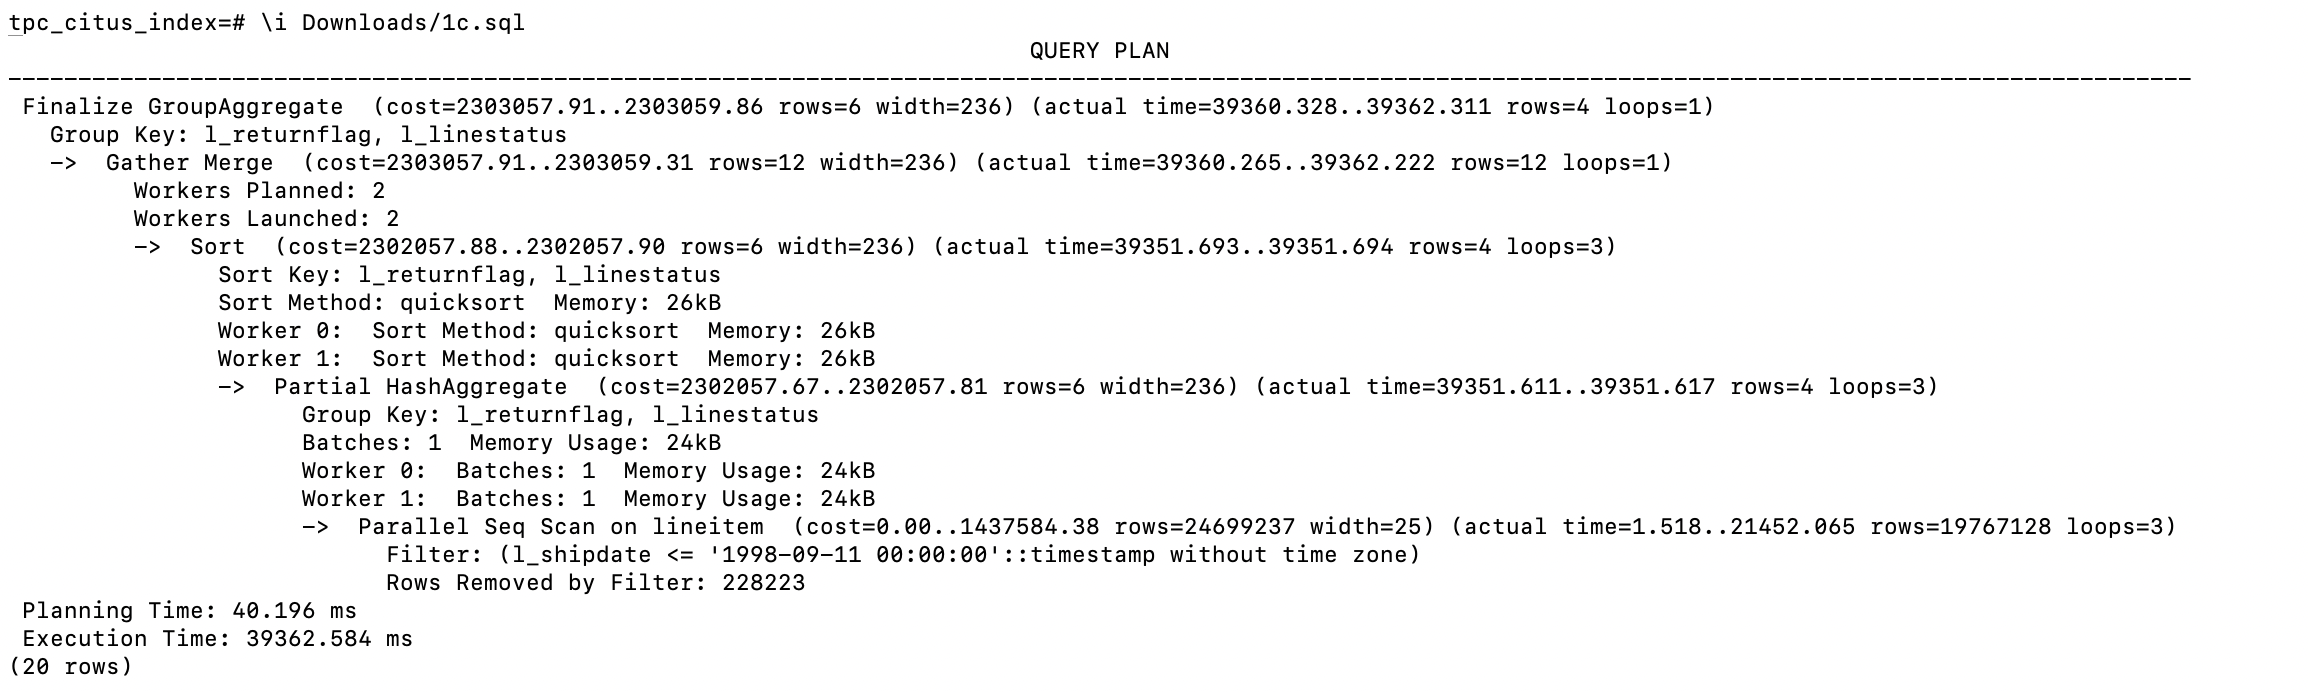 tpc_citus_index=# \i Downloads/1c.sql
QUERY PLAN
-----------------------------------------------------------------------------------------------------------------------------------------------------------
Finalize GroupAggregate  (cost=2303057.91..2303059.86 rows=6 width=236) (actual time=39360.328..39362.311 rows=4 loops=1)
  Group Key: l_returnflag, l_linestatus
  ->  Gather Merge  (cost=2303057.91..2303059.31 rows=12 width=236) (actual time=39360.265..39362.222 rows=12 loops=1)
        Workers Planned: 2
        Workers Launched: 2
        ->  Sort  (cost=2302057.88..2302057.90 rows=6 width=236) (actual time=39351.693..39351.694 rows=4 loops=3)
              Sort Key: l_returnflag, l_linestatus
              Sort Method: quicksort  Memory: 26kB
              Worker 0:  Sort Method: quicksort  Memory: 26kB
              Worker 1:  Sort Method: quicksort  Memory: 26kB
              ->  Partial HashAggregate  (cost=2302057.67..2302057.81 rows=6 width=236) (actual time=39351.611..39351.617 rows=4 loops=3)
                    Group Key: l_returnflag, l_linestatus
                    Batches: 1  Memory Usage: 24kB
                    Worker 0:  Batches: 1  Memory Usage: 24kB
                    Worker 1:  Batches: 1  Memory Usage: 24kB
                    ->  Parallel Seq Scan on lineitem  (cost=0.00..1437584.38 rows=24699237 width=25) (actual time=1.518..21452.065 rows=19767128 loops=3)
                          Filter: (l_shipdate <= '1998-09-11 00:00:00'::timestamp without time zone)
                          Rows Removed by Filter: 228223
Planning Time: 40.196 ms
Execution Time: 39362.584 ms
(20 rows)